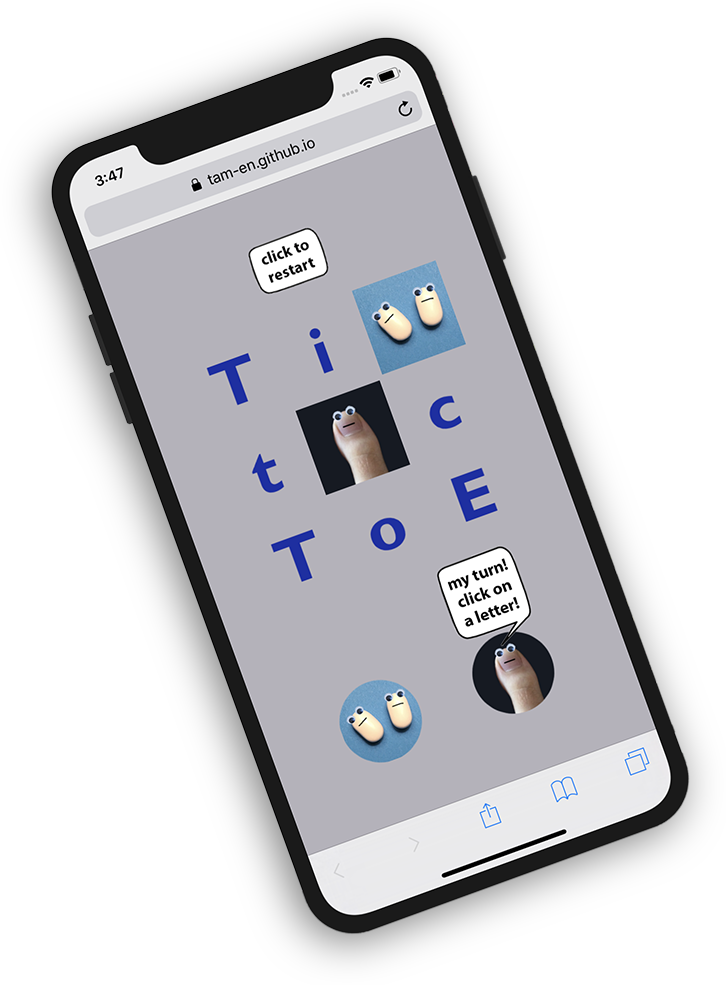 3:47
tam-en.github.io
click to
restart
T i
t c
T o E
my turn!
click on
a letter!